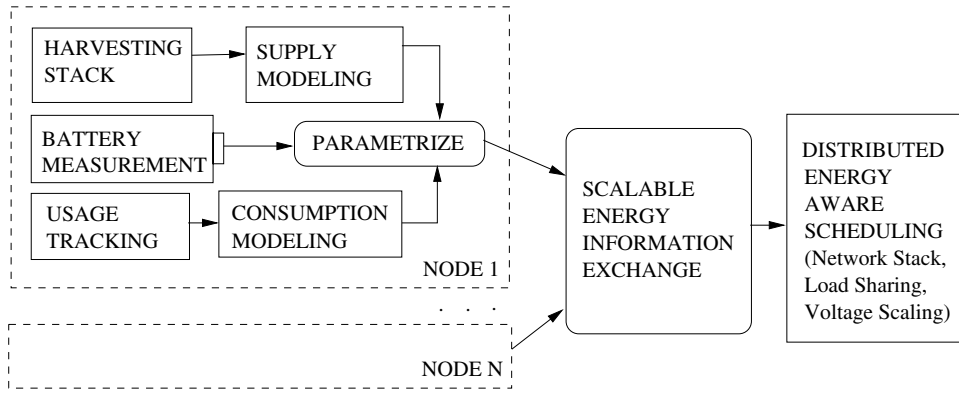 HARVESTING
STACK
SUPPLY
MODELING
BATTERY
MEASUREMENT
PARAMETRIZE
USAGE
TRACKING
CONSUMPTION
MODELING
NODE 1
. . .
NODE N
SCALABLE
ENERGY
INFORMATION
EXCHANGE
DISTRIBUTED
ENERGY
AWARE
SCHEDULING
(Network Stack,
Load Sharing,
Voltage Scaling)